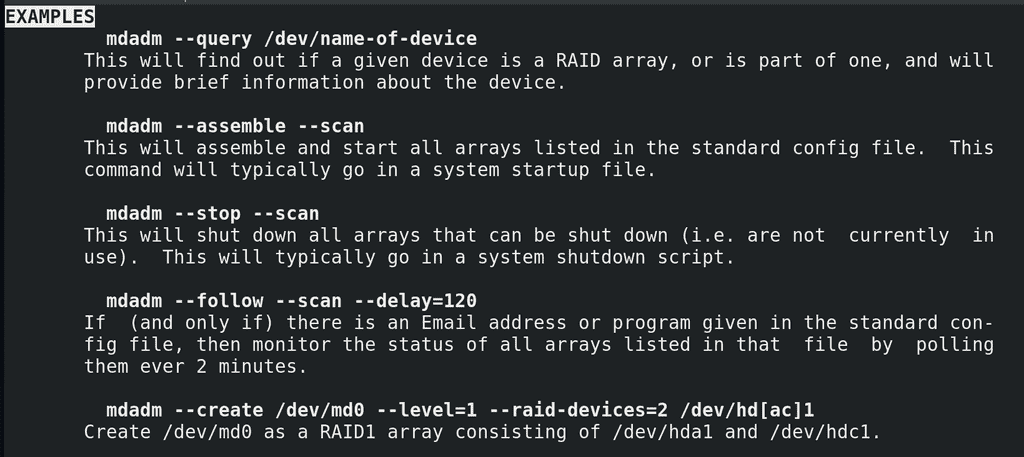 EXAMPLES
mdadm --query /dev/name-of-device
This will find out if a given device is a RAID array, or is part of one, and will
provide brief information about the device.
mdadm --assemble --scan
This will assemble and start all arrays listed in the standard config file.  This
command will typically go in a system startup file.
mdadm --stop --scan
This will shut down all arrays that can be shut down (i.e. are not  currently  in
use).  This will typically go in a system shutdown script.
mdadm --follow --scan --delay=120
If  (and only if) there is an Email address or program given in the standard con-
fig file, then monitor the status of all arrays listed in that  file  by  polling
them ever 2 minutes.
mdadm --create /dev/md0 --level=1 --raid-devices=2 /dev/hd[ac]1
Create /dev/md0 as a RAID1 array consisting of /dev/hda1 and /dev/hdc1.